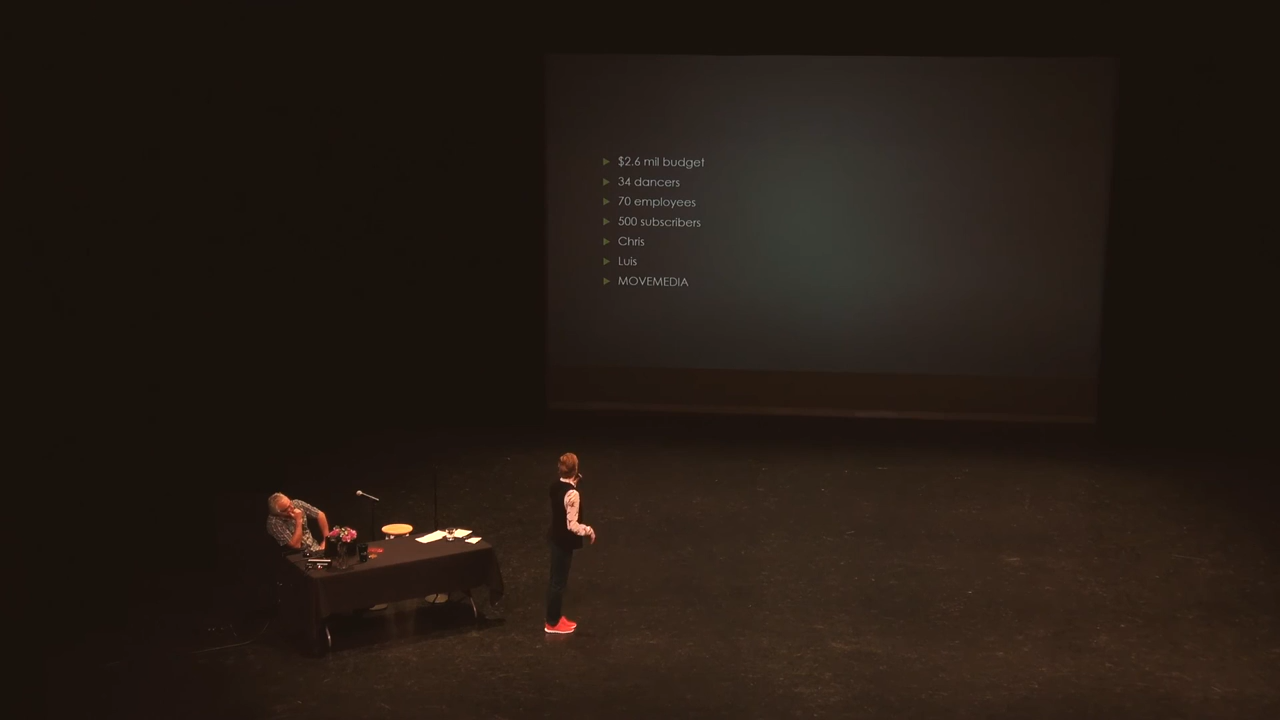 $2.6 mil budget
34 dancers
70 employees
500 subscribers
Chris
Luis
MOVEMEDIA